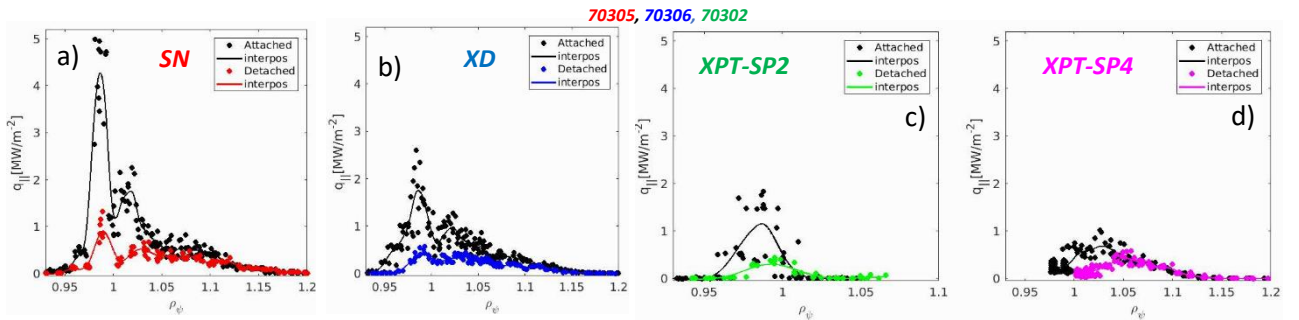 70305, 70306, 70302
a)
SN
Attached
interpos
Detached
interpos
q||[MW/m-2]
5
4
3
2
1
0
0.95
1
1.05
1.1
1.15
1.2
ρψ
b)
XD
Attached
interpos
Detached
interpos
q||[MW/m-2]
5
4
3
2
1
0
0.95
1
1.05
1.1
1.15
1.2
ρψ
XPT-SP2
c)
Attached
interpos
Detached
interpos
q||[MW/m-2]
5
4
3
2
1
0
0.95
1
1.05
1.1
ρψ
XPT-SP4
d)
Attached
interpos
Detached
interpos
q||[MW/m-2]
5
4
3
2
1
0
0.95
1
1.05
1.1
1.15
1.2
ρψ